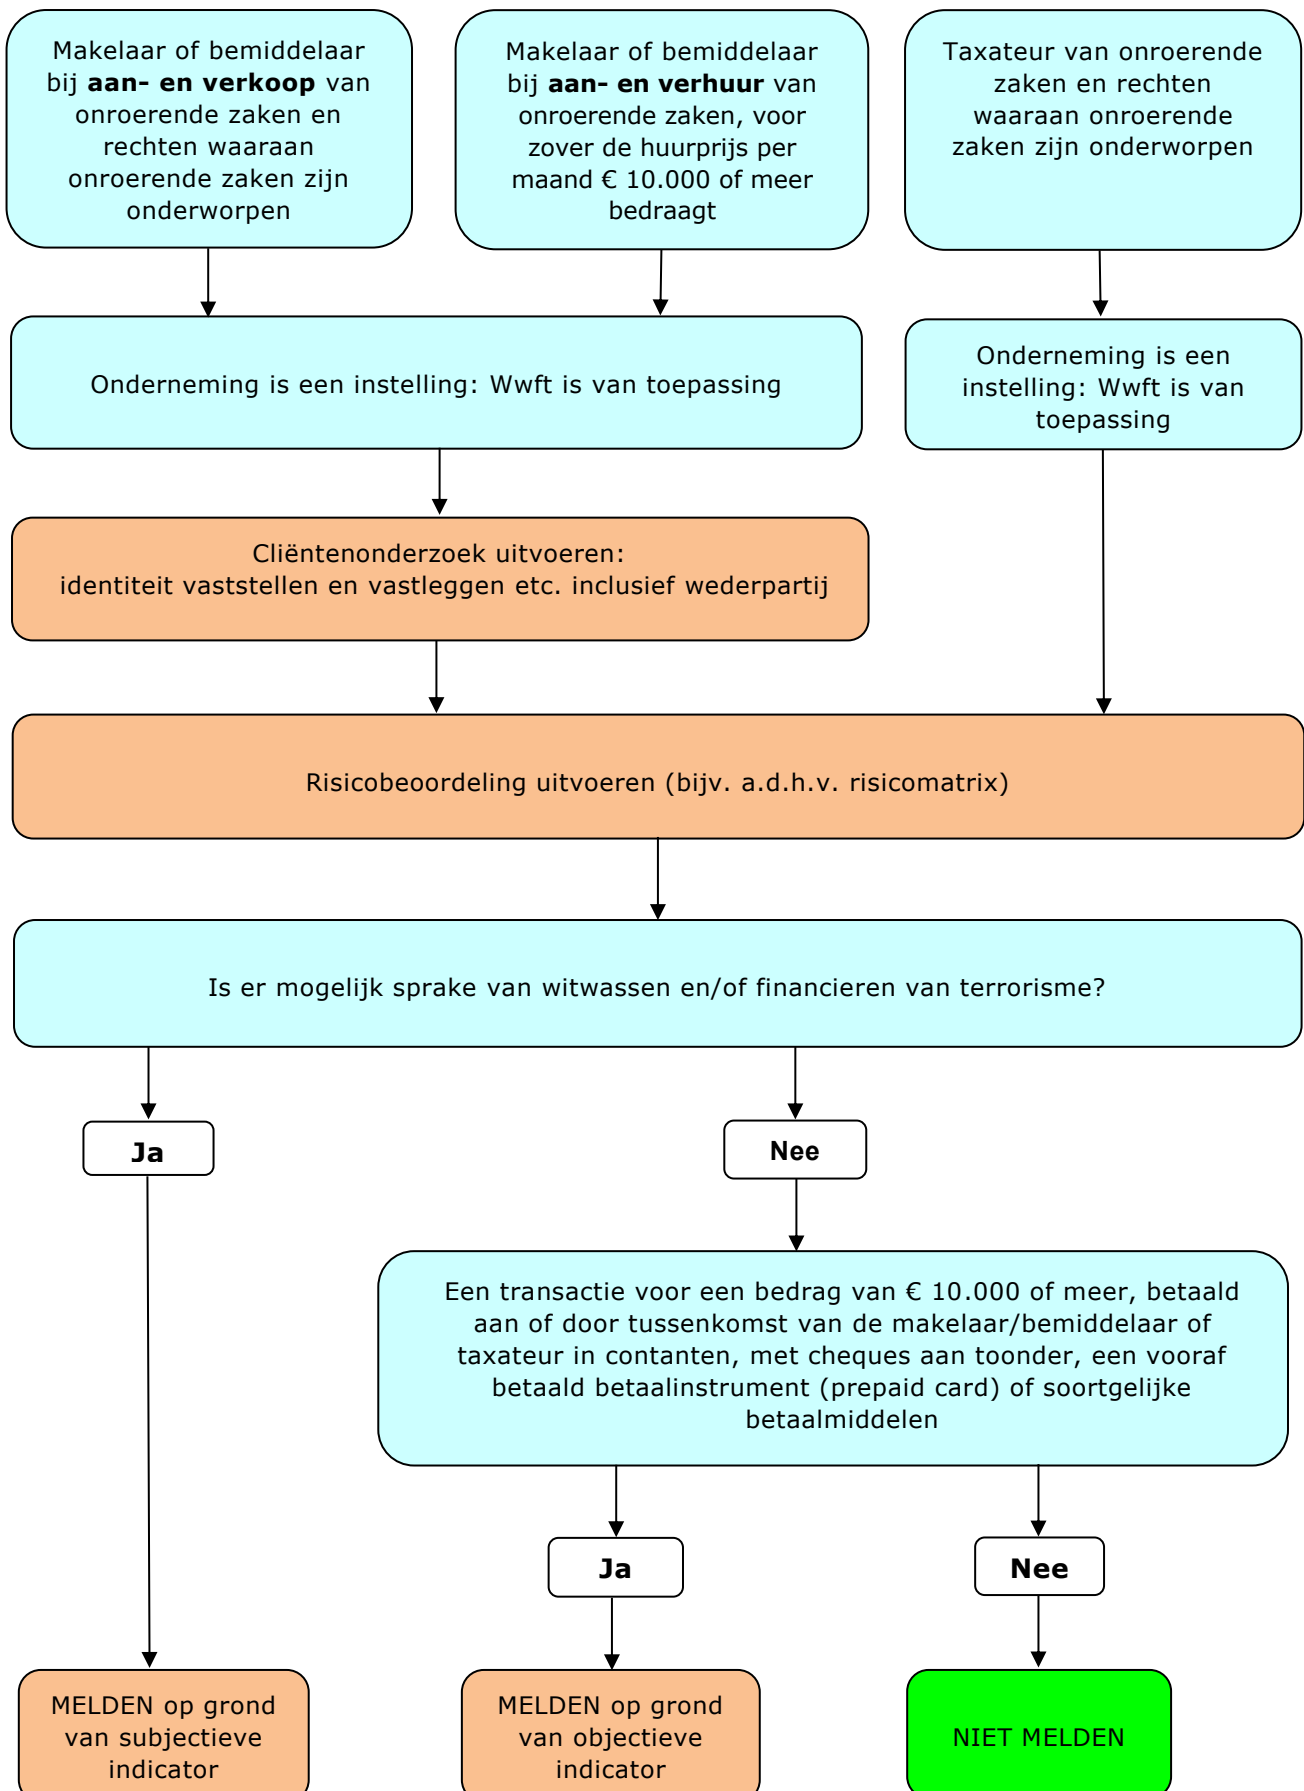 Makelaar of bemiddelaar
bij aan- en verkoop van
onroerende zaken en
rechten waaraan
onroerende zaken zijn
onderworpen
Makelaar of bemiddelaar
bij aan- en verhuur van
onroerende zaken, voor
zover de huurprijs per
maand € 10.000 of meer
bedraagt
Taxateur van onroerende
zaken en rechten
waaraan onroerende
zaken zijn onderworpen
Onderneming is een instelling: Wwft is van toepassing
Onderneming is een
instelling: Wwft is van
toepassing
Cliëntenonderzoek uitvoeren:
identiteit vaststellen en vastleggen etc. inclusief wederpartij
Risicobeoordeling uitvoeren (bijv. a.d.h.v. risicomatrix)
Is er mogelijk sprake van witwassen en/of financieren van terrorisme?
Ja
Nee
Een transactie voor een bedrag van € 10.000 of meer, betaald
aan of door tussenkomst van de makelaar/bemiddelaar of
taxateur in contanten, met cheques aan toonder, een vooraf
betaald betaalinstrument (prepaid card) of soortgelijke
betaalmiddelen
Ja
Nee
MELDEN op grond
van subjectieve
indicator
MELDEN op grond
van objectieve
indicator
NIET MELDEN